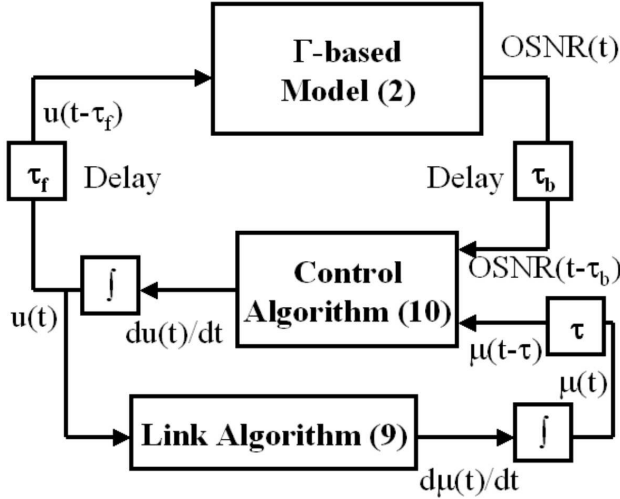 Γ-based
Model (2)
OSNR(t)
u(t-τf)
τf
Delay
Delay
τb
Control
Algorithm (10)
OSNR(t-τb)
∫
u(t)
du(t)/dt
μ(t-τ)
τ
μ(t)
Link Algorithm (9)
∫
dμ(t)/dt